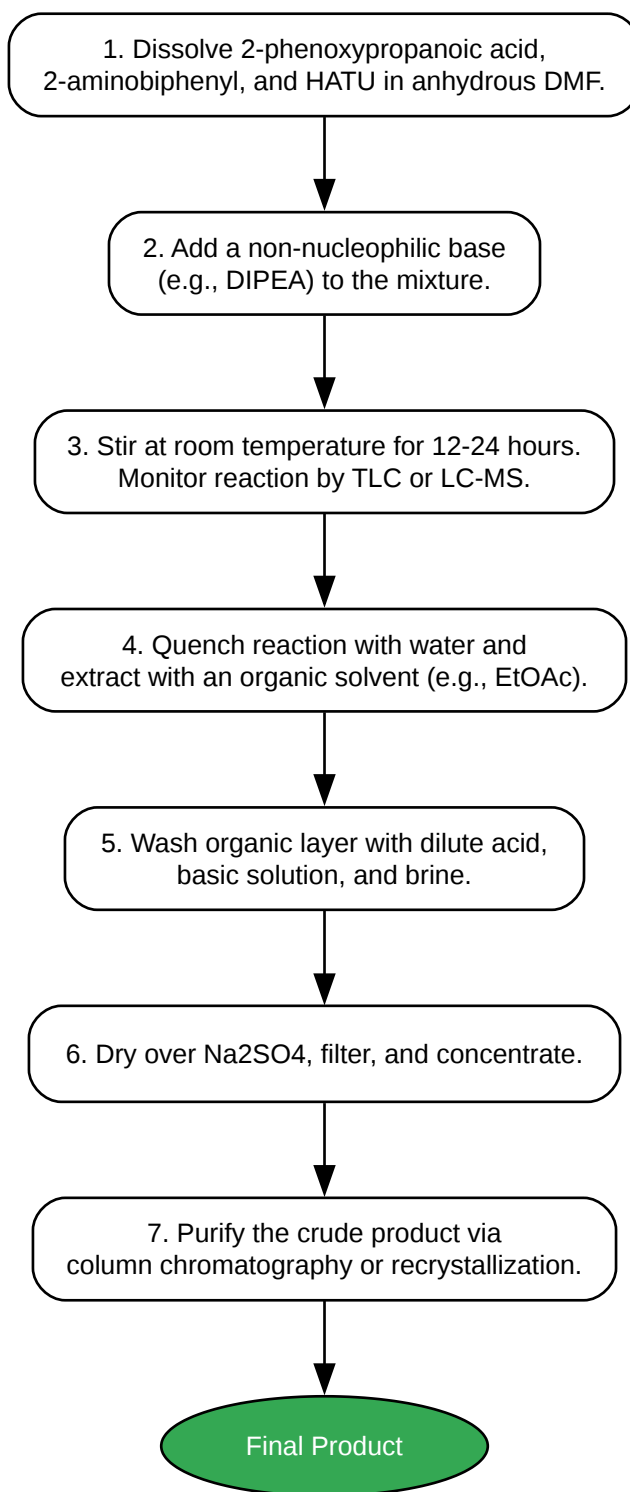 1. Dissolve 2-phenoxypropanoic acid,
2-aminobiphenyl, and HATU in anhydrous DMF.
2. Add a non-nucleophilic base
(e.g., DIPEA) to the mixture.
3. Stir at room temperature for 12-24 hours.
Monitor reaction by TLC or LC-MS.
4. Quench reaction with water and
extract with an organic solvent (e.g., EtOAc).
5. Wash organic layer with dilute acid,
basic solution, and brine.
6. Dry over Na2SO4, filter, and concentrate.
7. Purify the crude product via
column chromatography or recrystallization.
Final Product